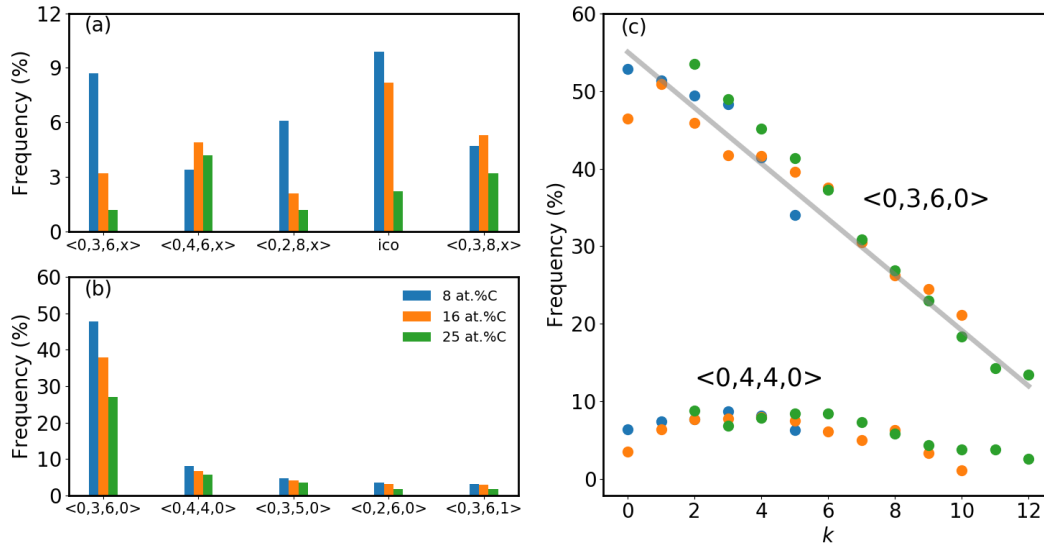 (a)
Frequency (%)
12
9
6
3
0
<0,3,6,x> <0,4,6,x> <0,2,8,x> ico <0,3,8,x>
(b)
Frequency (%)
60
50
40
30
20
10
0
8 at.%C
16 at.%C
25 at.%C
<0,3,6,0> <0,4,4,0> <0,3,5,0> <0,2,6,0> <0,3,6,1>
(c)
Frequency (%)
60
50
40
30
20
10
0
<0,3,6,0>
<0,4,4,0>
0 2 4 6 8 10 12
k